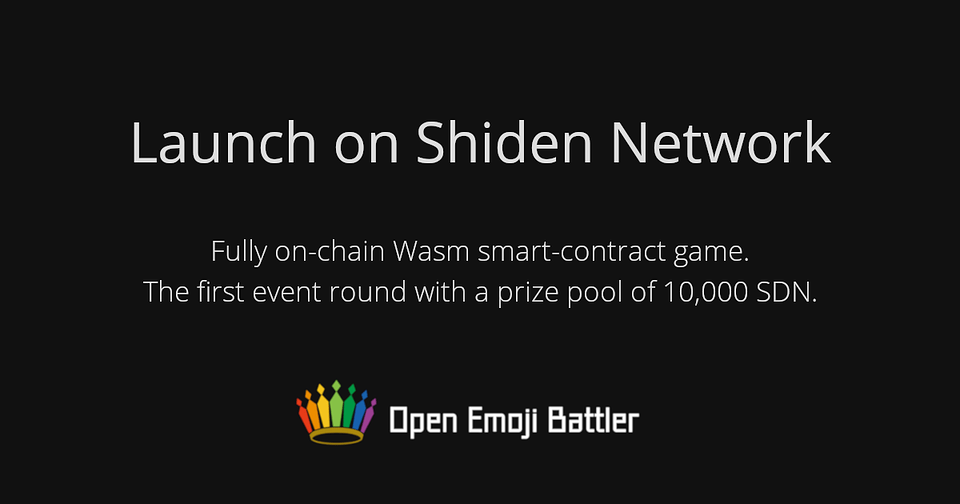 Launch on Shiden Network
Fully on-chain Wasm smart-contract game.
The first event round with a prize pool of 10,000 SDN.
Open Emoji Battler